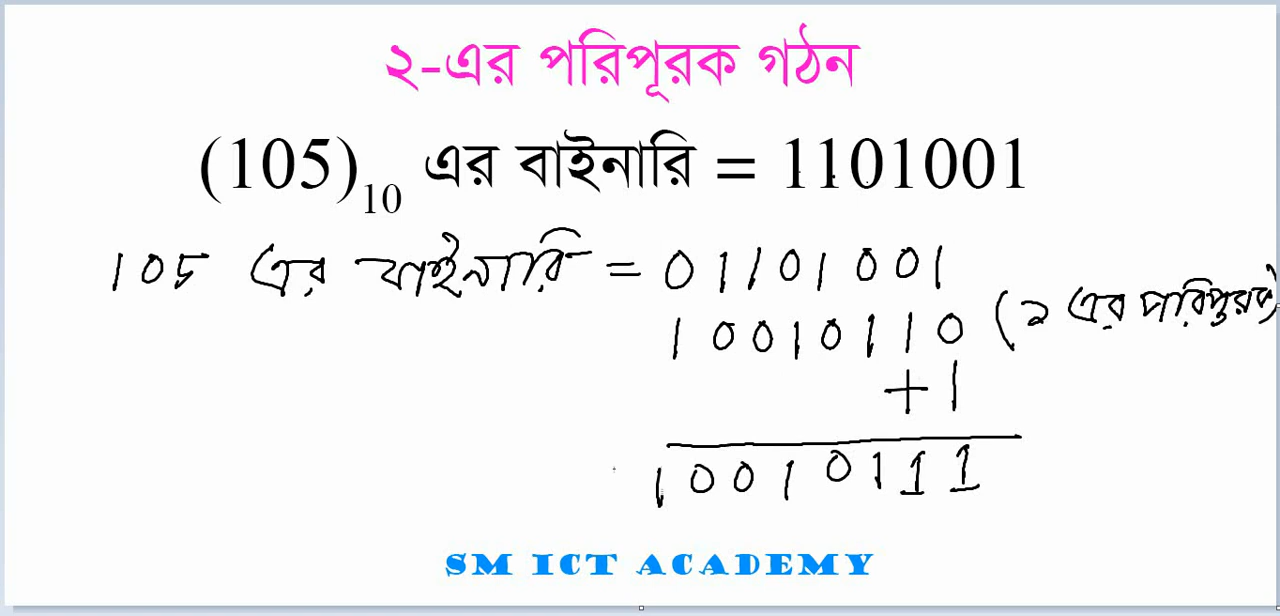 ২-এর পরিপূরক গঠন
(105)10 এর বাইনারি = 1101001
105 এর বাইনারি = 01101001
10010110 (১ এর পরিপূরক)
+1
10010111
SM ICT ACADEMY